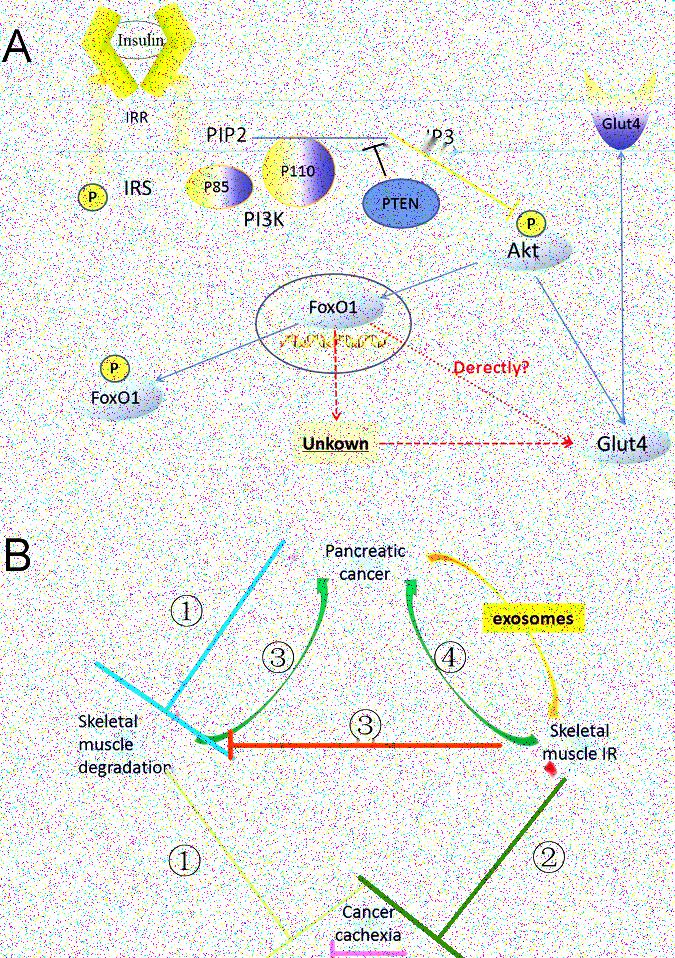 A
Insulin
IRR
Glut4
PIP2
P3
P85
P110
PTEN
P
IRS
PI3K
P
Akt
FoxO1
P
FoxO1
Derectly?
Unkown
Glut4
B
Pancreatic
cancer
①
exosomes
③
④
③
Skeletal
muscle
degradation
Skeletal
muscle IR
①
②
Cancer
cachexia